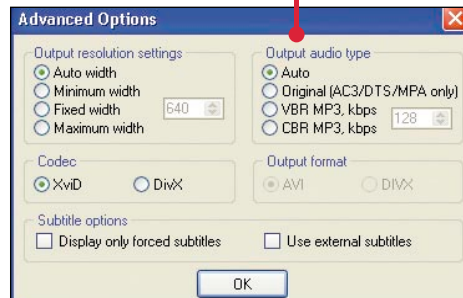 Advanced Options
Output resolution settings
Auto width
Minimum width
Fixed width
640
Maximum width
Output audio type
Auto
Original (AC3/DTS/MPA only)
VBR MP3, kbps
CBR MP3, kbps
128
Codec
XviD
DivX
Output format
AVI
DIVX
Subtitle options
Display only forced subtitles
Use external subtitles
OK